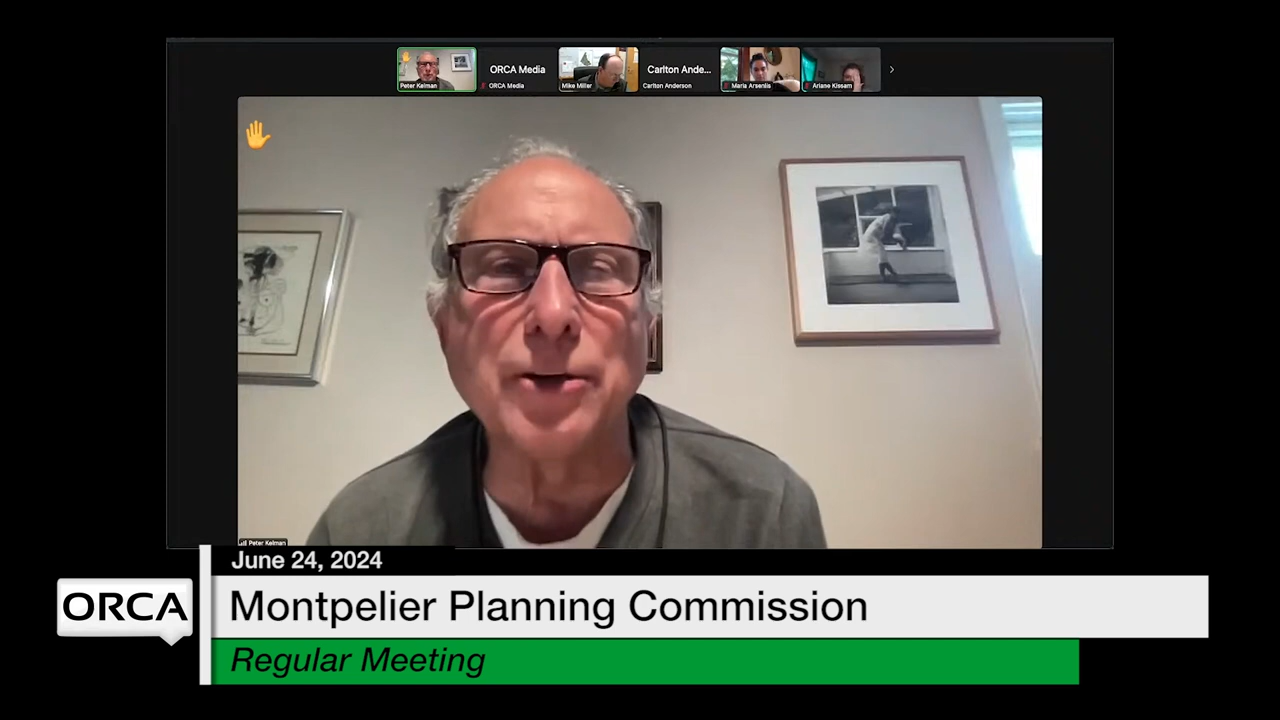 ORCA Media
Carlton Ande...
Peter Kelman
ORCA Media
Mike Miller
Carlton Anderson
Maria Arsenlis
Ariane Kissam
Peter Kelman
June 24, 2024
ORCA
Montpelier Planning Commission
Regular Meeting